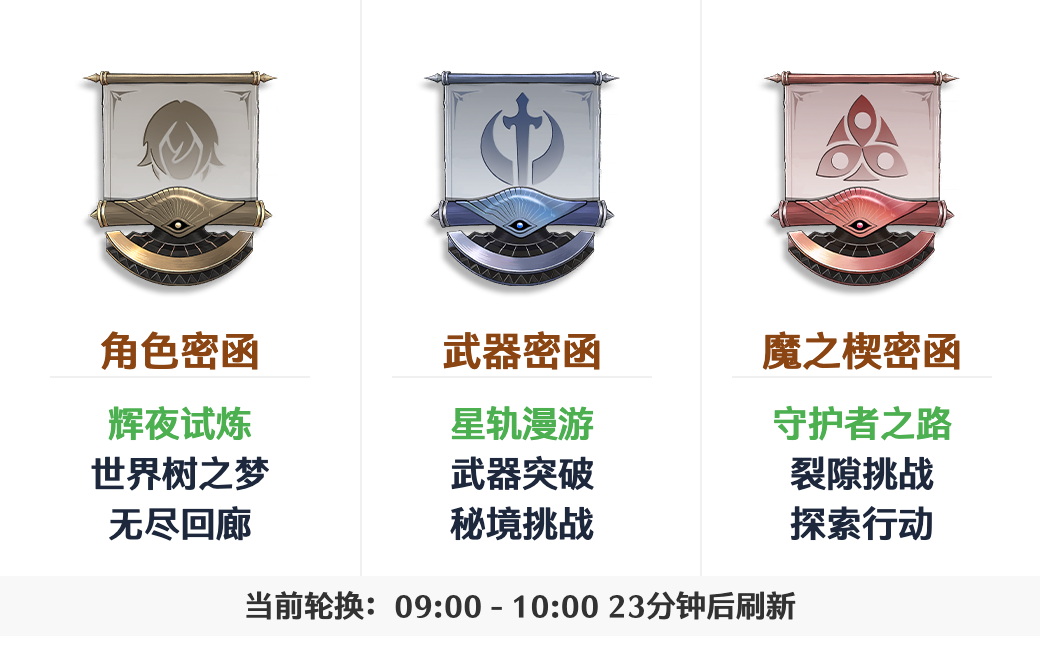 角色密函
辉夜试炼
世界树之梦
无尽回廊
武器密函
星轨漫游
武器突破
秘境挑战
魔之楔密函
守护者之路
裂隙挑战
探索行动
当前轮换：09:00 - 10:00 23分钟后刷新